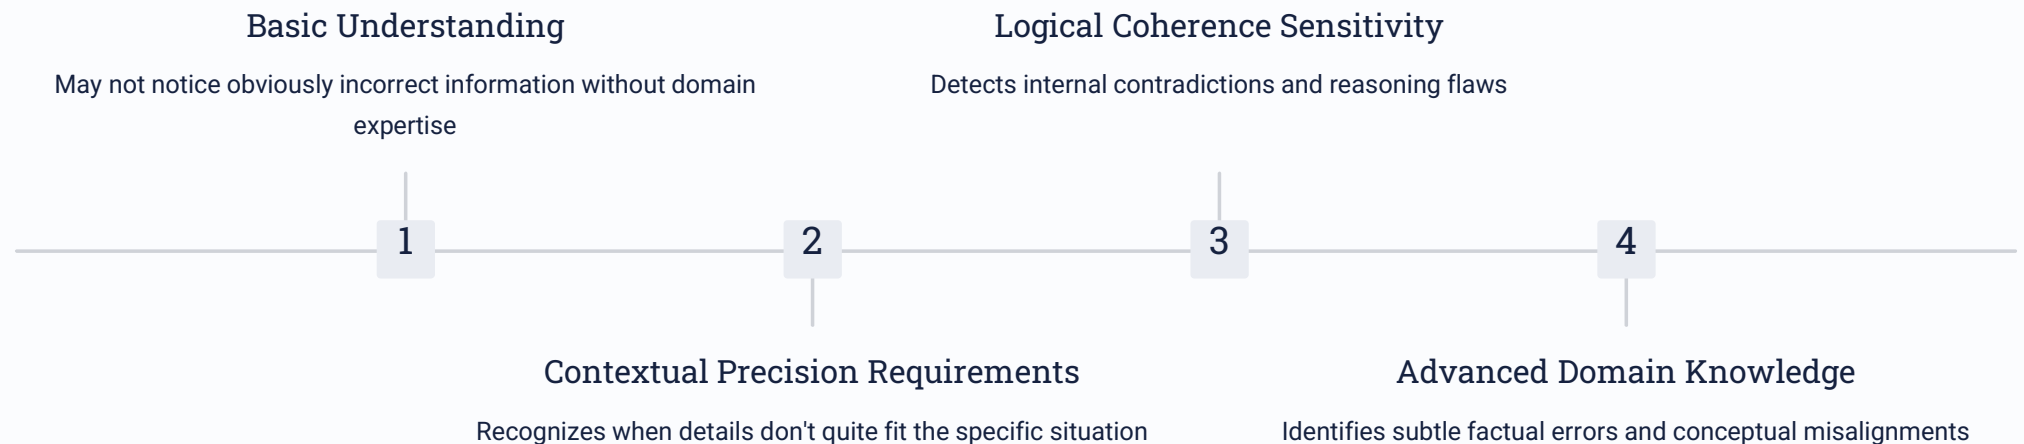 Basic Understanding
May not notice obviously incorrect information without domain
expertise
Logical Coherence Sensitivity
Detects internal contradictions and reasoning flaws
1
2
3
4
Contextual Precision Requirements
Recognizes when details don't quite fit the specific situation
Advanced Domain Knowledge
Identifies subtle factual errors and conceptual misalignments